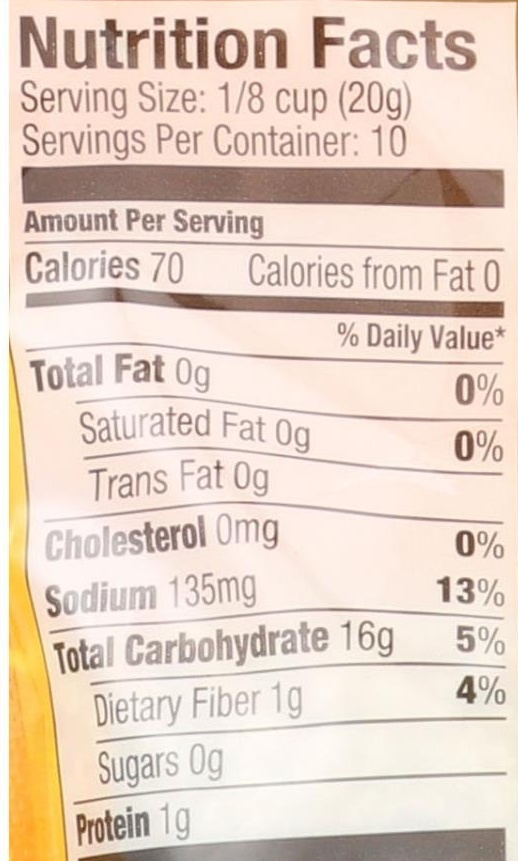 Nutrition Facts
Serving Size: 1/8 cup (20g)
Servings Per Container: 10
Amount Per Serving
Calories 70 Calories from Fat 0
% Daily Value*
Total Fat 0g 0%
Saturated Fat 0g 0%
Trans Fat 0g
Cholesterol 0mg 0%
Sodium 135mg 13%
Total Carbohydrate 16g 5%
Dietary Fiber 1g 4%
Sugars 0g
Protein 1g